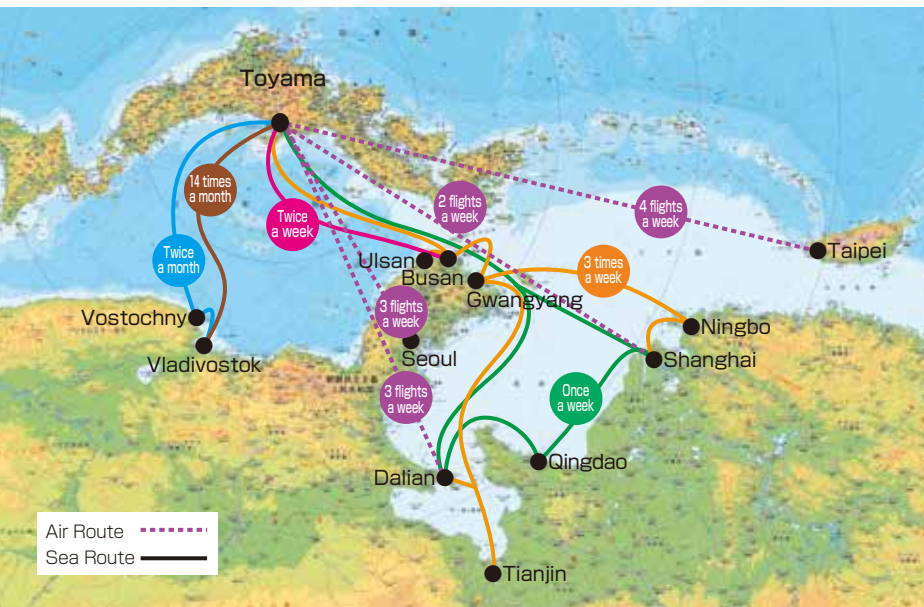 Toyama
14 times
a month
Twice
a week
2 flights
a week
4 flights
a week
Twice
a month
Ulsan
Busan
Gwangyang
3 times
a week
Taipei
Vostochny
Vladivostok
3 flights
a week
Seoul
Ningbo
Shanghai
3 flights
a week
Once
a week
Dalian
Qingdao
Tianjin
Air Route
Sea Route